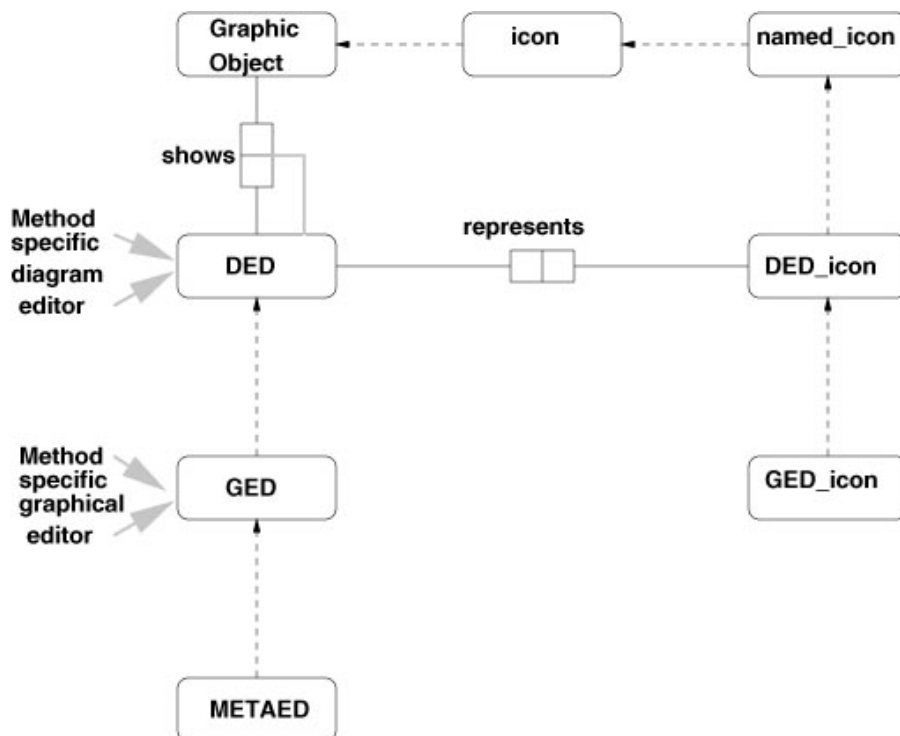 Graphic
Object
icon
named_icon
shows
Method
specific
diagram
editor
DED
represents
DED_icon
Method
specific
graphical
editor
GED
GED_icon
METAED